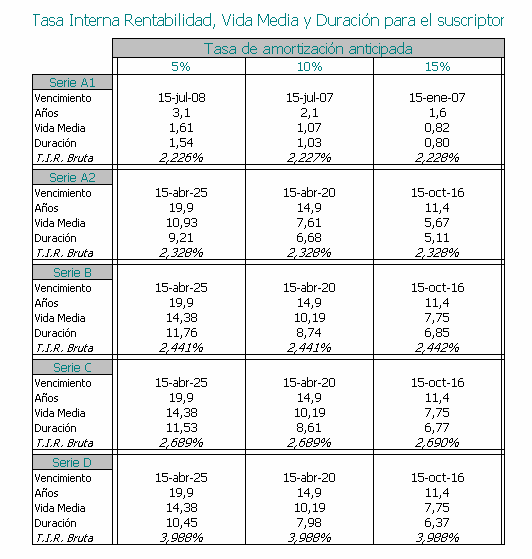 Tasa Interna Rentabilidad, Vida Media y Duración para el suscriptor
Tasa de amortización anticipada
5% 10% 15%
Serie A1
Vencimiento 15-jul-08 15-jul-07 15-ene-07
Años 3,1 2,1 1,6
Vida Media 1,61 1,07 0,82
Duración 1,54 1,03 0,80
T.I.R. Bruta 2,226% 2,227% 2,228%
Serie A2
Vencimiento 15-abr-25 15-abr-20 15-oct-16
Años 19,9 14,9 11,4
Vida Media 10,93 7,61 5,67
Duración 9,21 6,68 5,11
T.I.R. Bruta 2,328% 2,328% 2,328%
Serie B
Vencimiento 15-abr-25 15-abr-20 15-oct-16
Años 19,9 14,9 11,4
Vida Media 14,38 10,19 7,75
Duración 11,76 8,74 6,85
T.I.R. Bruta 2,441% 2,441% 2,442%
Serie C
Vencimiento 15-abr-25 15-abr-20 15-oct-16
Años 19,9 14,9 11,4
Vida Media 14,38 10,19 7,75
Duración 11,53 8,61 6,77
T.I.R. Bruta 2,689% 2,689% 2,690%
Serie D
Vencimiento 15-abr-25 15-abr-20 15-oct-16
Años 19,9 14,9 11,4
Vida Media 14,38 10,19 7,75
Duración 10,45 7,98 6,37
T.I.R. Bruta 3,988% 3,988% 3,988%